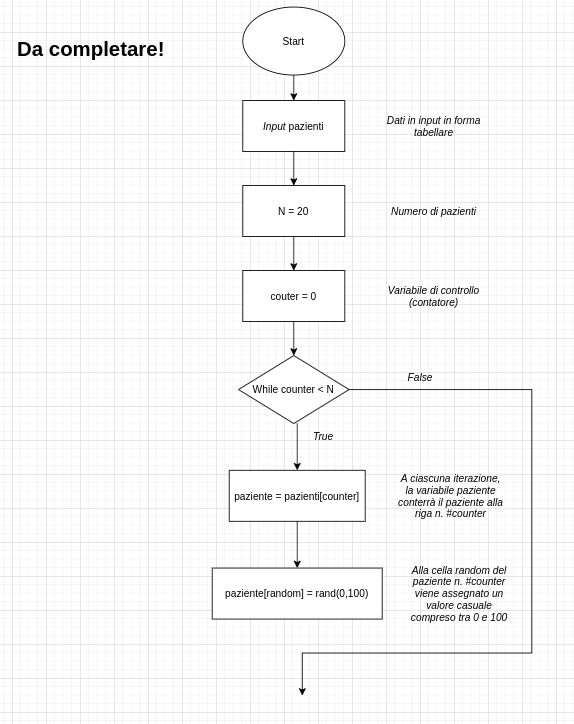 Start
Da completare!
Input pazienti
Dati in input in forma
tabellare
N = 20
Numero di pazienti
couter = 0
Variabile di controllo
(contatore)
While counter < N
False
True
paziente = pazienti[counter]
A ciascuna iterazione,
la variabile paziente
conterrà il paziente alla
riga n. #counter
paziente[random] = rand(0,100)
Alla cella random del
paziente n. #counter
viene assegnato un
valore casuale
compreso tra 0 e 100